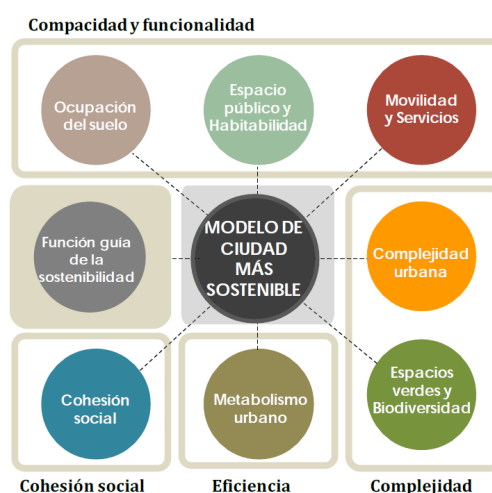 Compacidad y funcionalidad
Ocupación
del suelo
Espacio
público y
Habitabilidad
Movilidad
y Servicios
Función guía
de la
sostenibilidad
MODELO DE
CIUDAD
MÁS
SOSTENIBLE
Complejidad
urbana
Cohesión
social
Metabolismo
urbano
Espacios
verdes y
Biodiversidad
Cohesión social
Eficiencia
Complejidad